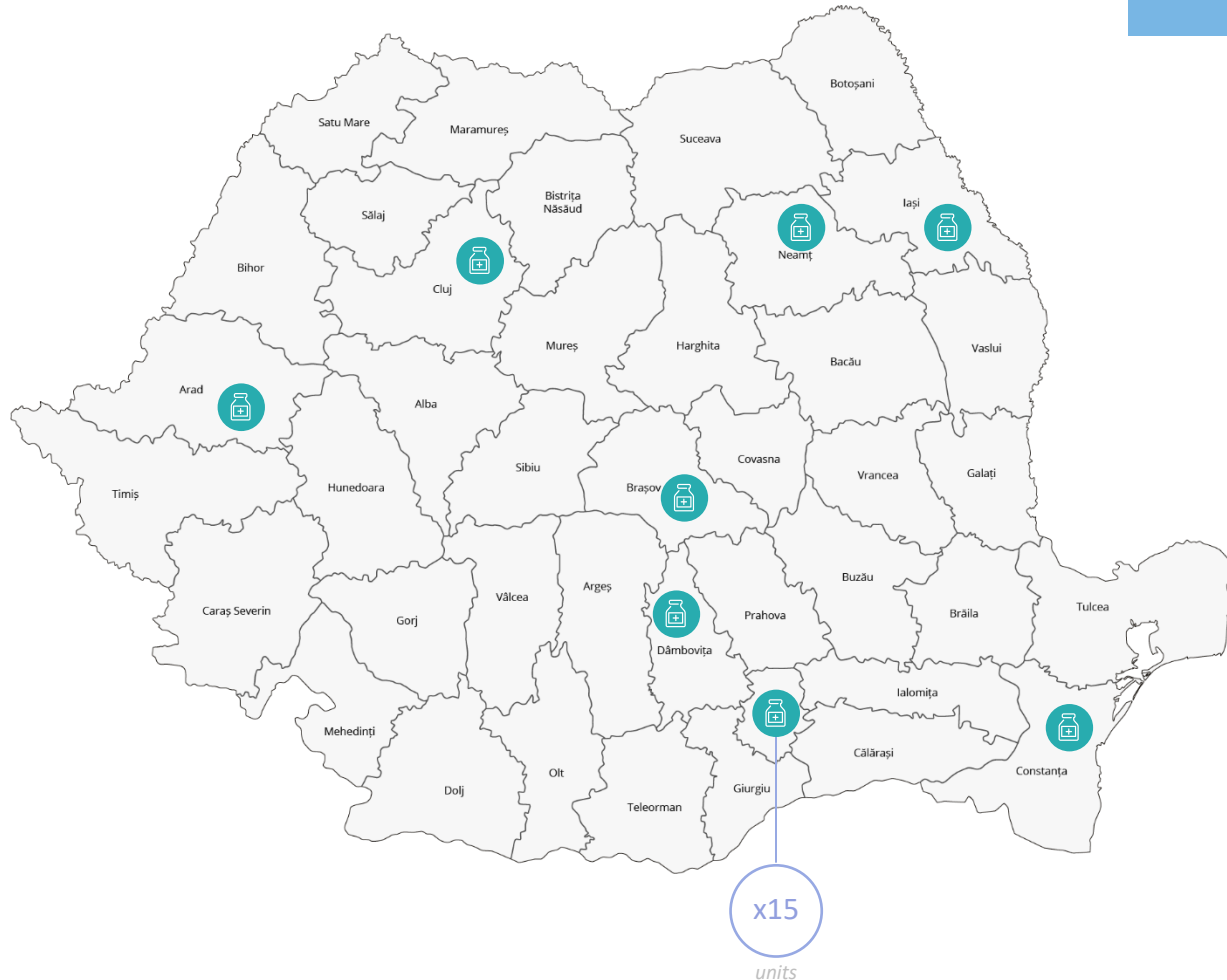 Botoșani
Satu Mare
Maramureș
Suceava
Bistrița
Năsăud
Iași
Sălaj
Neamț
Bihor
Cluj
Mureș
Harghita
Vaslui
Bacău
Arad
Alba
Covasna
Sibiu
Vrancea
Galați
Brașov
Hunedoara
Timiș
Buzău
Argeș
Vâlcea
Tulcea
Caraș Severin
Gorj
Prahova
Brăila
Dâmbovița
Ialomița
Mehedinți
Călărași
Constanța
Olt
Dolj
Giurgiu
Teleorman
x15
units